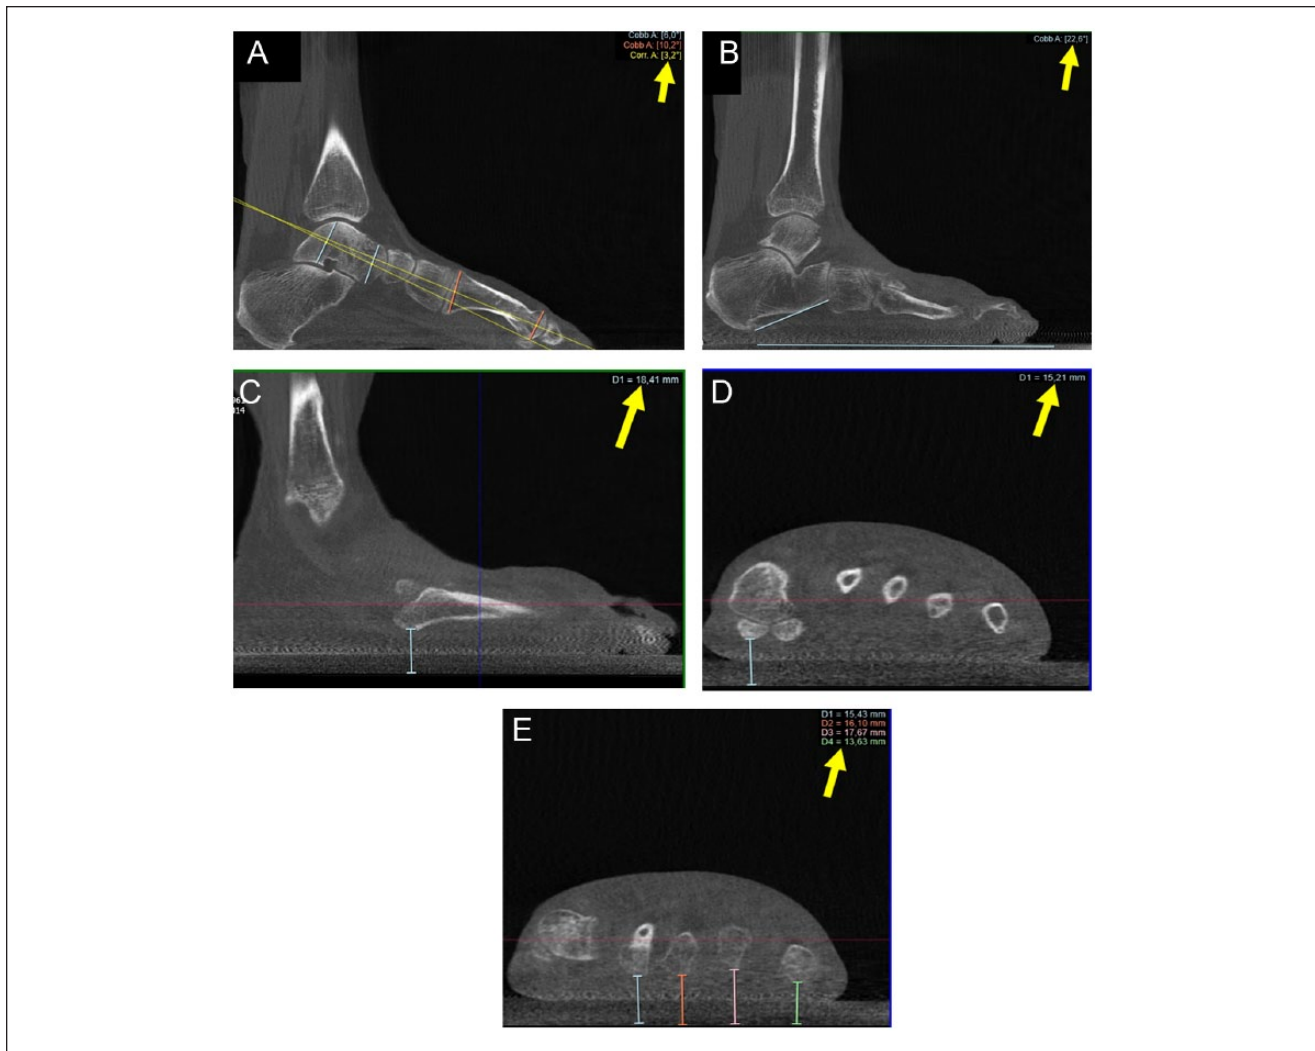 A
Cobb A: [6,0°]
Cobb A: [10,2°]
Corr. A: [3,2°]
B
Cobb A: [22,6°]
C
D1 = 18,41 mm
D
D1 = 15,21 mm
E
D1 = 15,43 mm
D2 = 16,10 mm
D3 = 17,67 mm
D4 = 13,63 mm